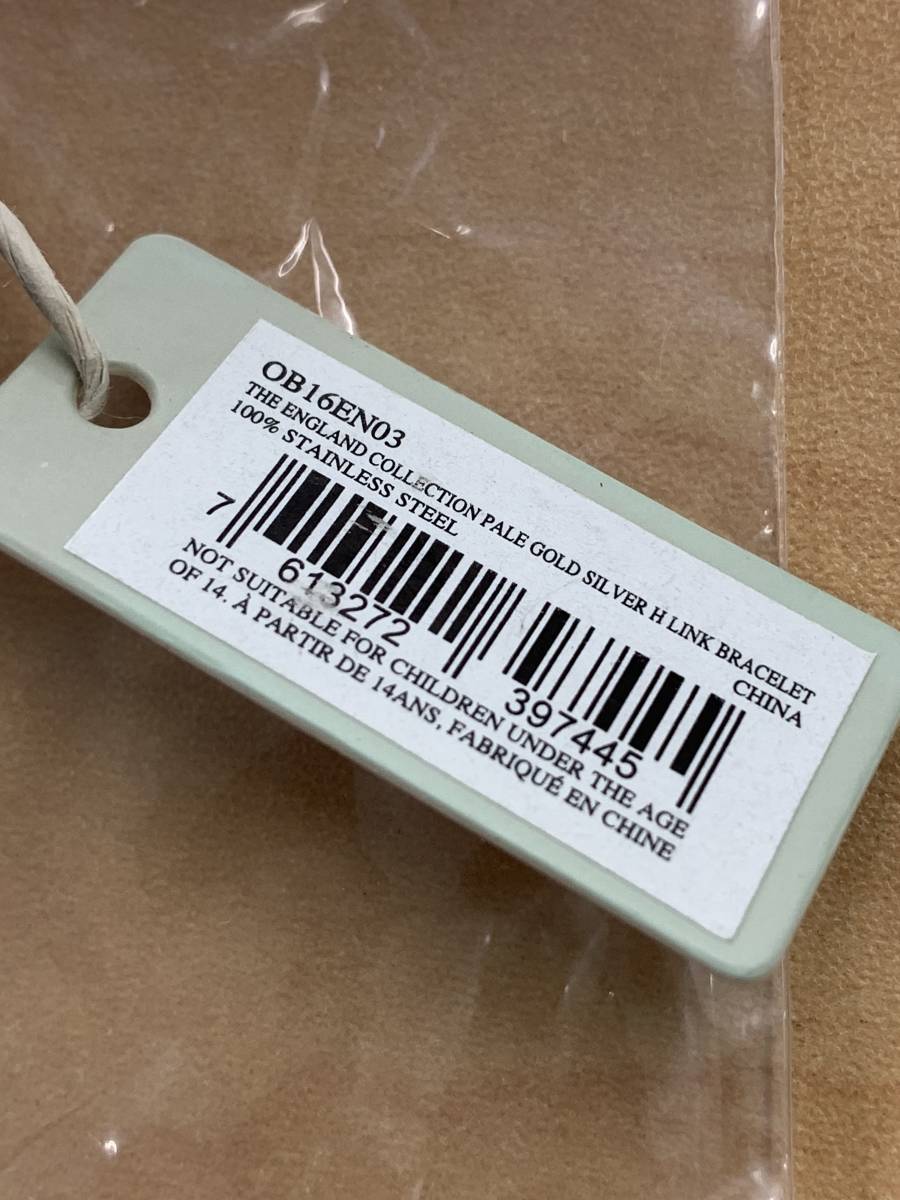 OB16EN03
THE ENGLAND COLLECTION PALE GOLD SILVER H LINK BRACELET
100% STAINLESS STEEL CHINA
7 613272 397445
NOT SUITABLE FOR CHILDREN UNDER THE AGE
OF 14. À PARTIR DE 14ANS, FABRIQUÉ EN CHINE